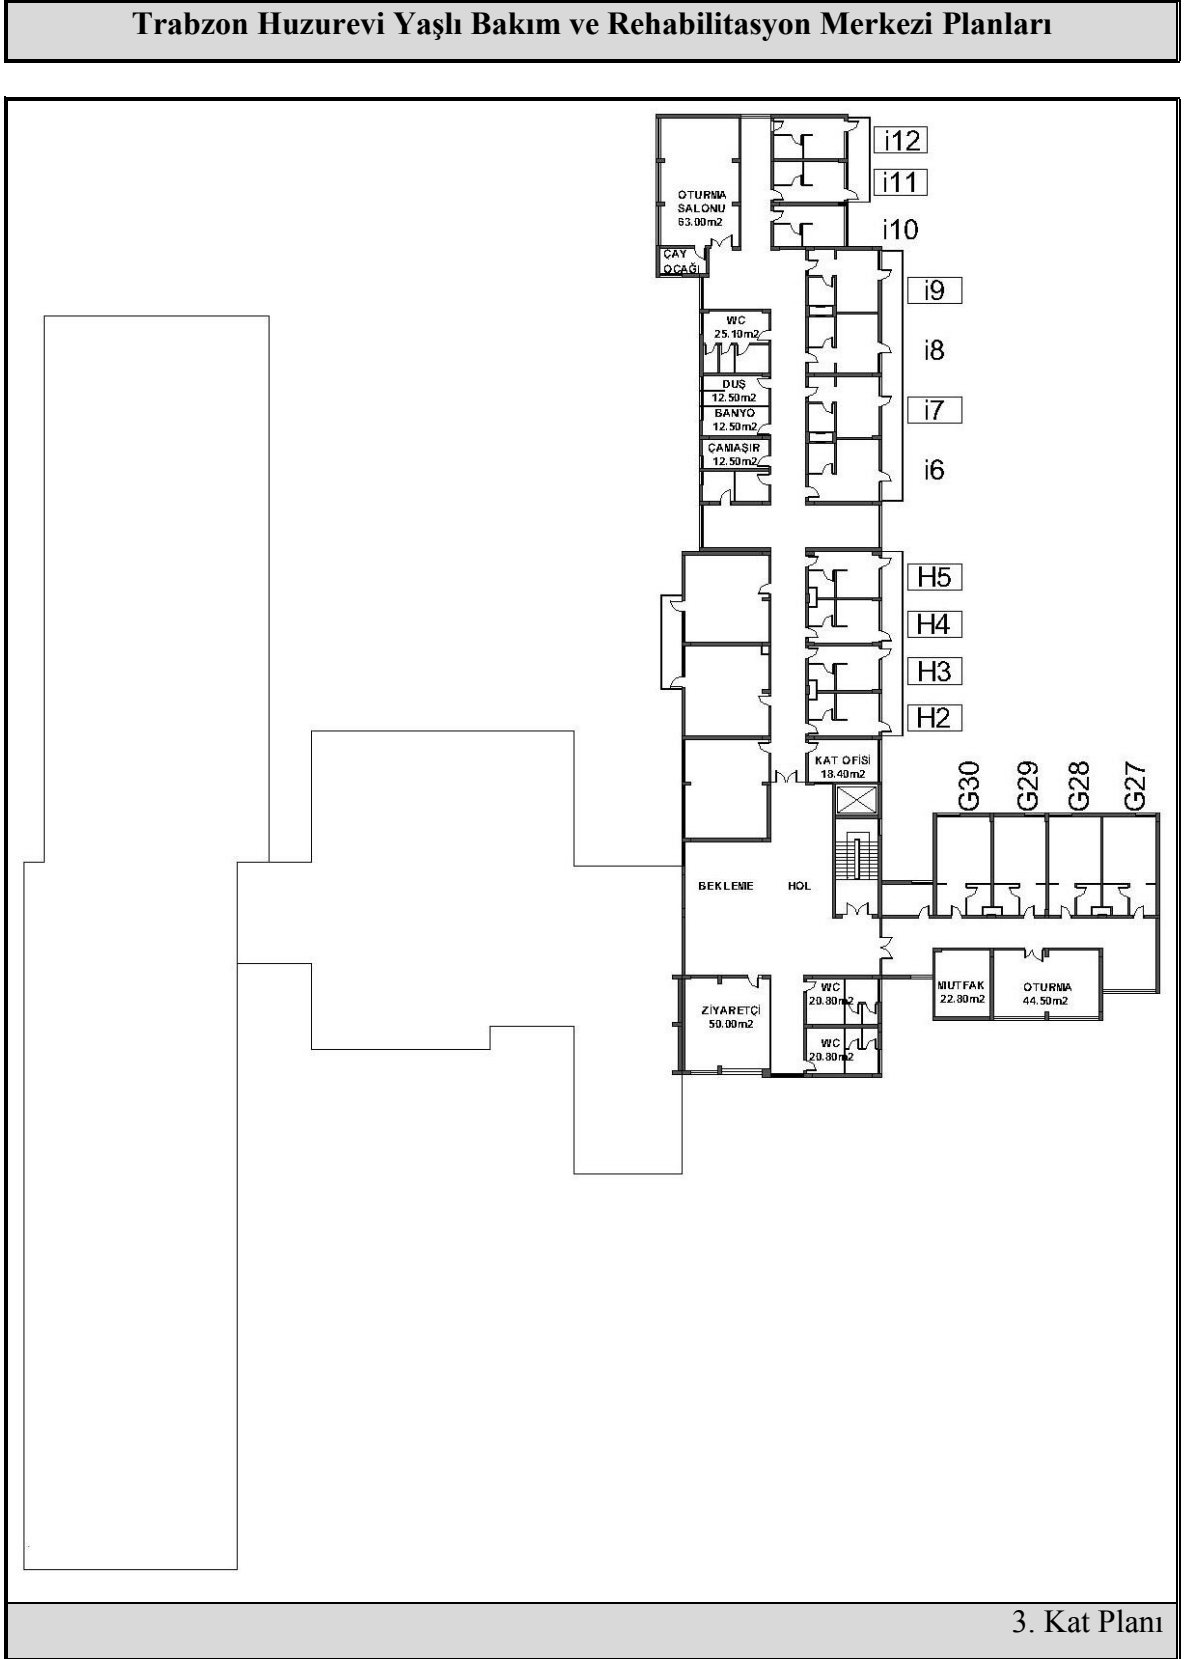 Trabzon Huzurevi Yaşlı Bakım ve Rehabilitasyon Merkezi Planları
i12
i11
OTURMA
SALONU
63.00m2
i10
ÇAY
OÇAĞI
i9
WC
25.10m2
i8
DUŞ
12.50m2
BANYO
12.50m2
i7
ÇAMAŞIR
12.50m2
i6
H5
H4
H3
H2
KAT OFİSİ
18.40m2
G30
G29
G28
G27
BEKLEME HOL
ZİYARETÇİ
50.00m2
WC
20.80m2
WC
20.80m2
MUTFAK
22.80m2
OTURMA
44.50m2
3. Kat Planı